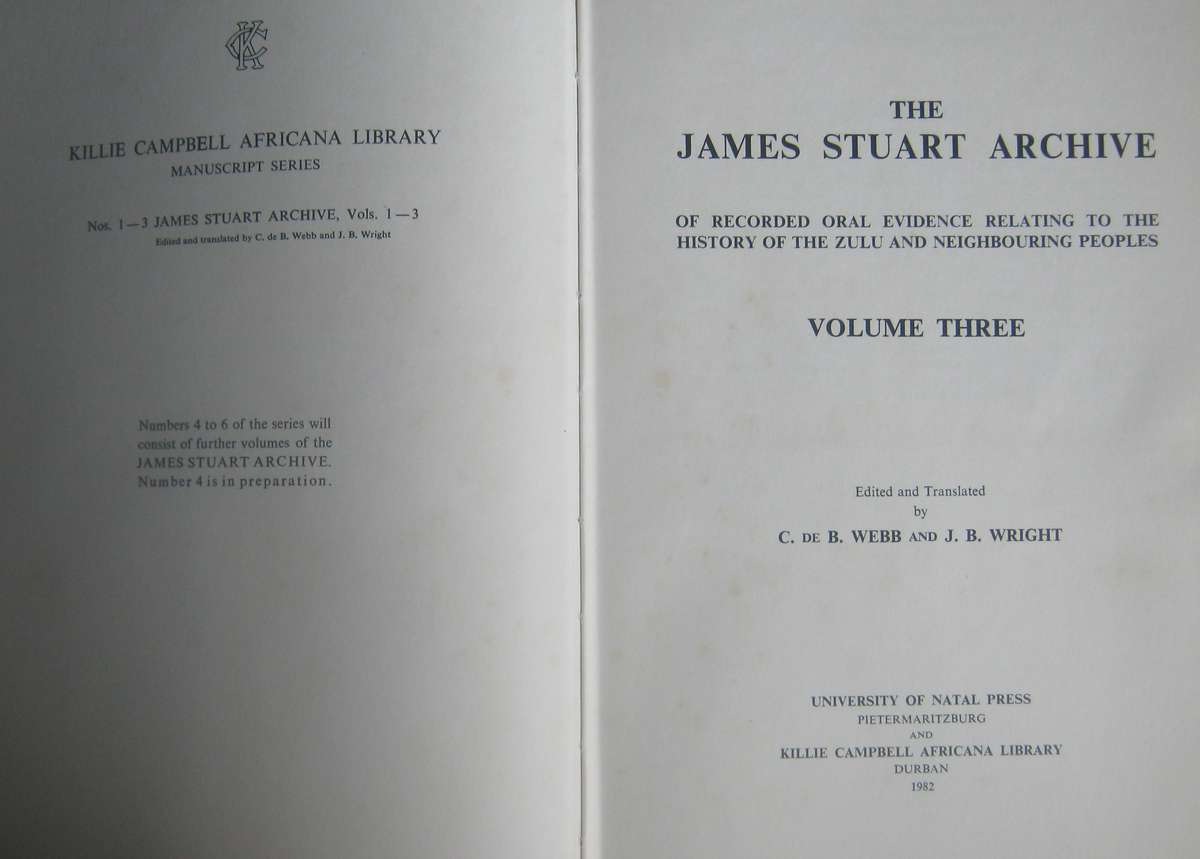 KILLIE CAMPBELL AFRICANA LIBRARY
MANUSCRIPT SERIES
Nos. 1—3 JAMES STUART ARCHIVE, Vols. 1—3
Edited and translated by C. de B. Webb and J. B. Wright
Numbers 4 to 6 of the series will
consist of further volumes of the
JAMES STUART ARCHIVE.
Number 4 is in preparation.
THE
JAMES STUART ARCHIVE
OF RECORDED ORAL EVIDENCE RELATING TO THE
HISTORY OF THE ZULU AND NEIGHBOURING PEOPLES
VOLUME THREE
Edited and Translated
by
C. DE B. WEBB AND J. B. WRIGHT
UNIVERSITY OF NATAL PRESS
PIETERMARITZBURG
AND
KILLIE CAMPBELL AFRICANA LIBRARY
DURBAN
1982